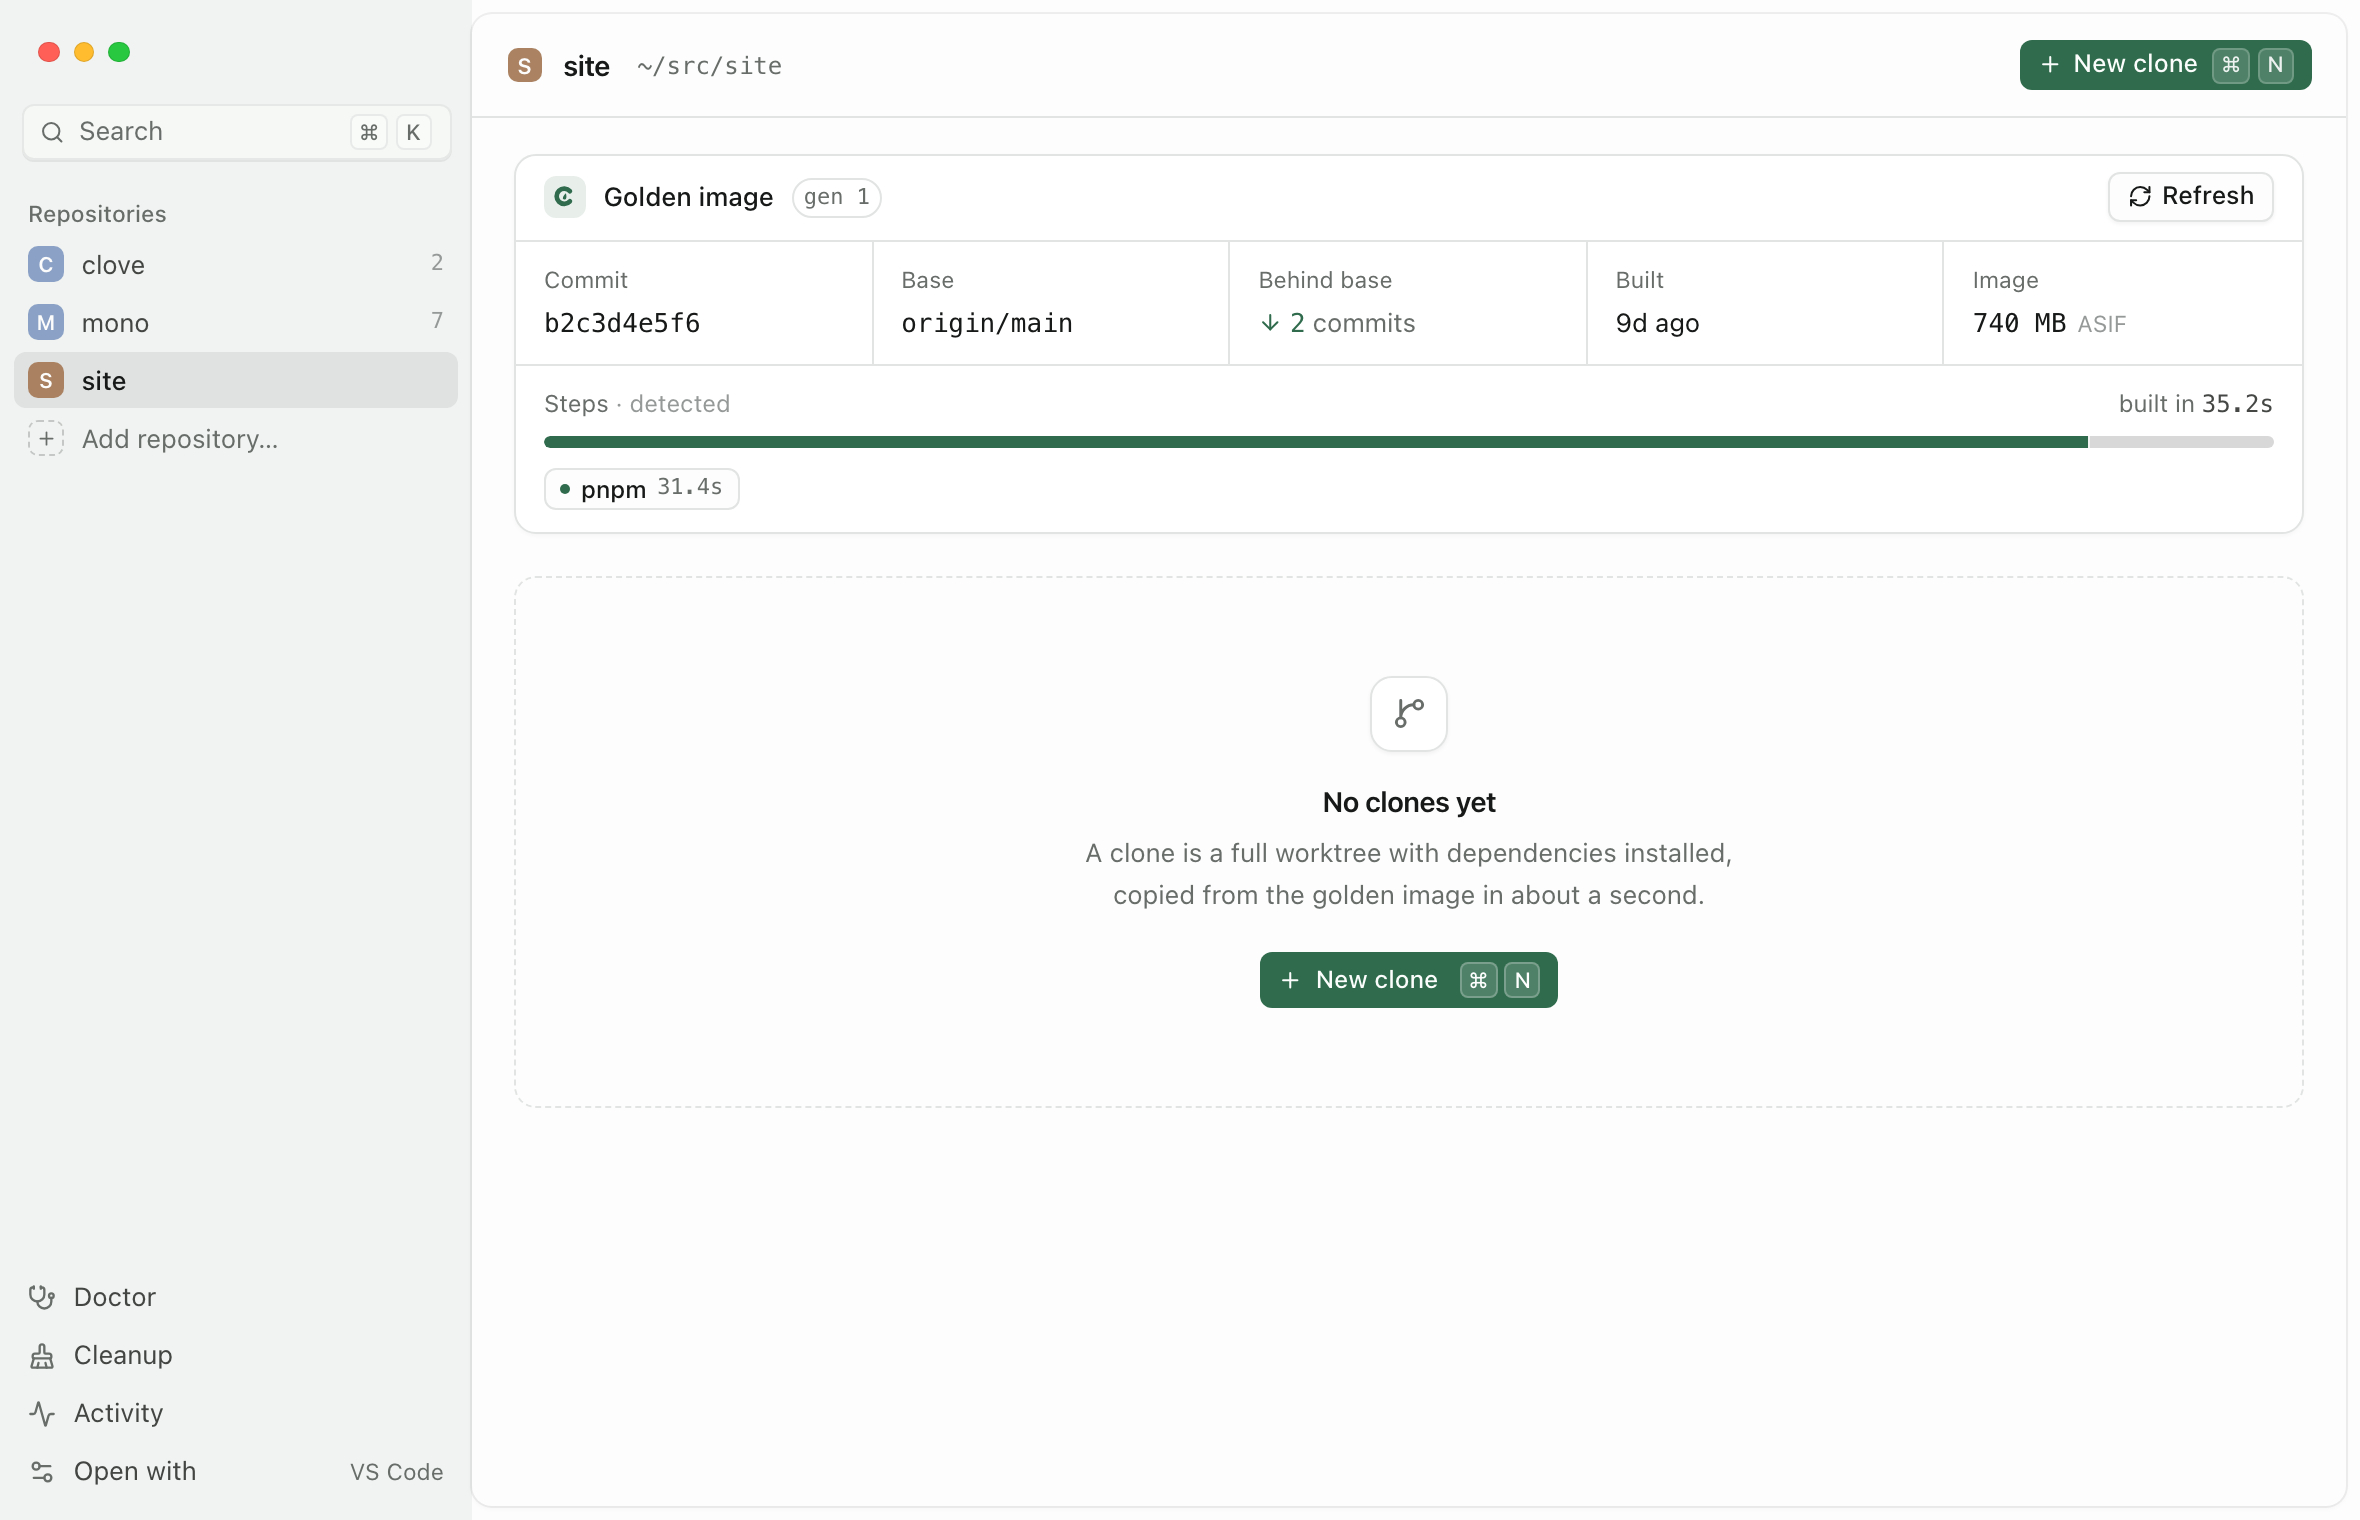 Search ⌘ K
Repositories
C clove 2
M mono 7
S site
+ Add repository...
Doctor
Cleanup
Activity
Open with VS Code
S site ~/src/site
+ New clone ⌘ N
Golden image gen 1
Refresh
Commit
b2c3d4e5f6
Base
origin/main
Behind base
↓ 2 commits
Built
9d ago
Image
740 MB ASIF
Steps · detected
built in 35.2s
pnpm 31.4s
No clones yet
A clone is a full worktree with dependencies installed,
copied from the golden image in about a second.
+ New clone ⌘ N